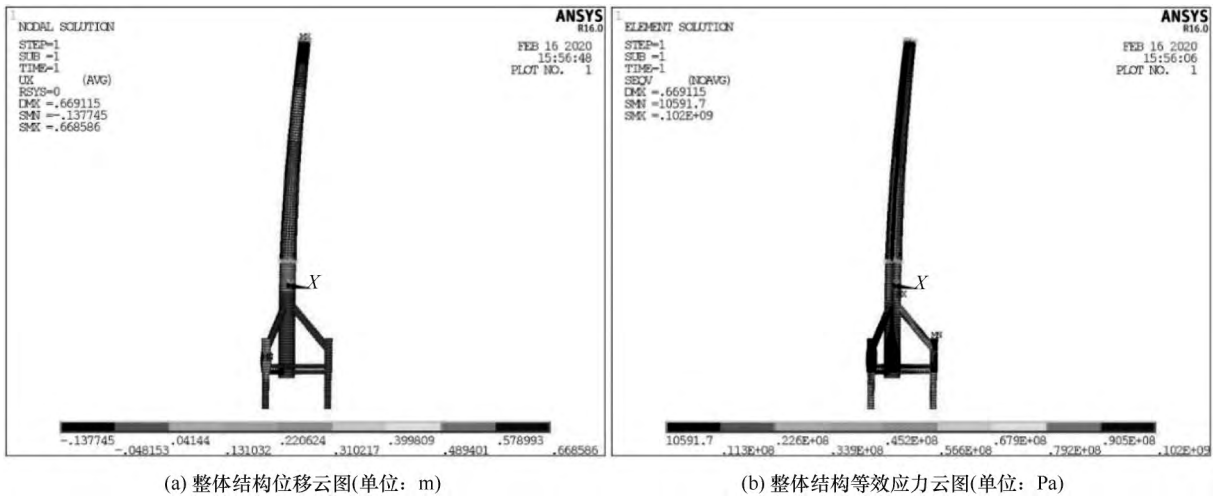 1
NODAL SOLUTION
STEP=1
SUB =1
TIME=1
UX (AVG)
RSYS=0
DMX =.669115
SMN =-.137745
SMX =.668586
ANSYS
R16.0
FEB 16 2020
15:56:48
PLOT NO. 1
MX
X
-.137745 .04144 .220624 .399809 .578993
-.048153 .131032 .310217 .489401 .668586
(a) 整体结构位移云图(单位：m)
1
ELEMENT SOLUTION
STEP=1
SUB =1
TIME=1
SEQV (NOAVG)
DMX =.669115
SMN =10591.7
SMX =.102E+09
ANSYS
R16.0
FEB 16 2020
15:56:06
PLOT NO. 1
X
MX
MN
10591.7 .226E+08 .452E+08 .679E+08 .905E+08
.113E+08 .339E+08 .566E+08 .792E+08 .102E+09
(b) 整体结构等效应力云图(单位：Pa)